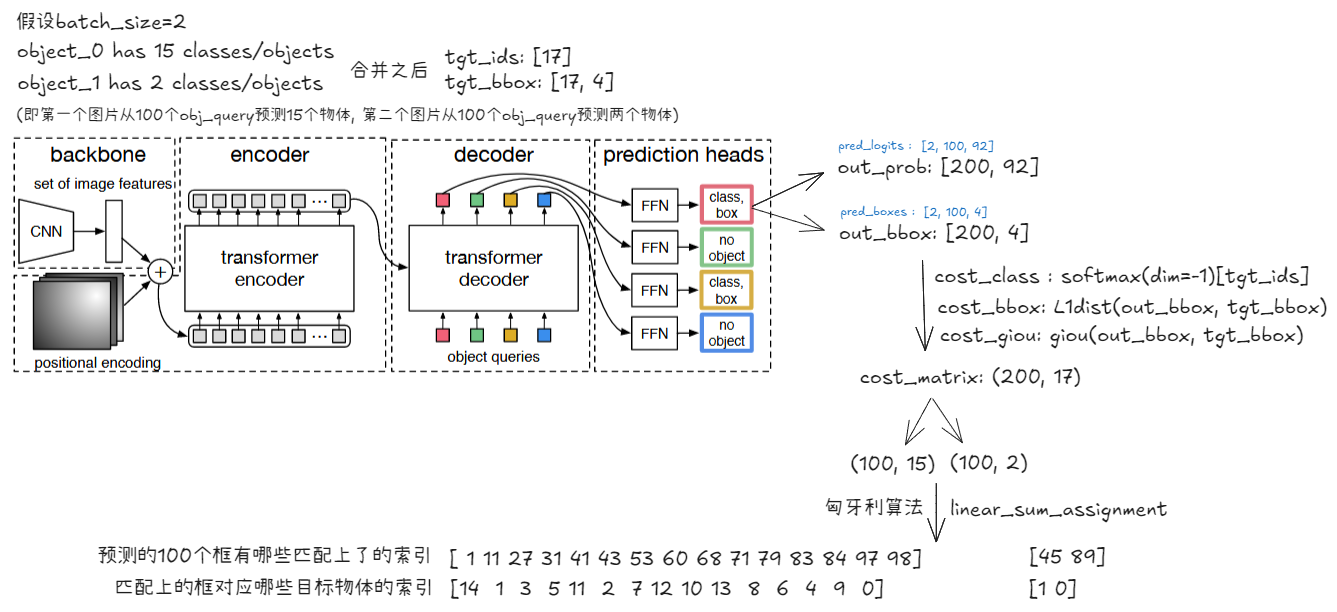 假设batch_size=2
object_0 has 15 classes/objects
object_1 has 2 classes/objects
合并之后
tgt_ids: [17]
tgt_bbox: [17, 4]
(即第一个图片从100个obj_query预测15个物体, 第二个图片从100个obj_query预测两个物体)
backbone
set of image features
CNN
+
positional encoding
encoder
...
transformer
encoder
...
decoder
transformer
decoder
object queries
prediction heads
FFN
class,
box
FFN
no
object
FFN
class,
box
FFN
no
object
pred_logits : [2, 100, 92]
out_prob: [200, 92]
pred_boxes : [2, 100, 4]
out_bbox: [200, 4]
cost_class : softmax(dim=-1)[tgt_ids]
cost_bbox: L1dist(out_bbox, tgt_bbox)
cost_giou: giou(out_bbox, tgt_bbox)
cost_matrix: (200, 17)
(100, 15) (100, 2)
匈牙利算法 linear_sum_assignment
预测的100个框有哪些匹配上了的索引 [ 1 11 27 31 41 43 53 60 68 71 79 83 84 97 98] [45 89]
匹配上的框对应哪些目标物体的索引 [14 1 3 5 11 2 7 12 10 13 8 6 4 9 0] [1 0]